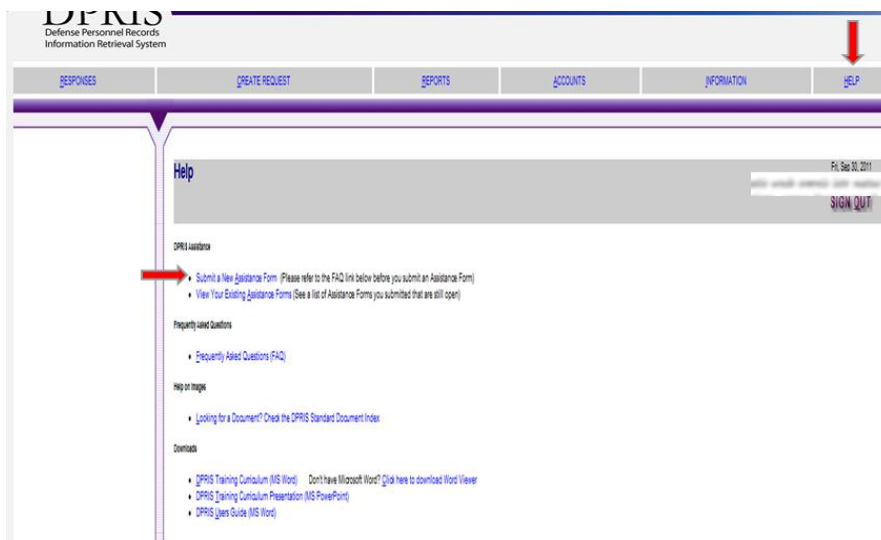 DPRIS
Defense Personnel Records
Information Retrieval System
RESPONSES CREATE REQUEST REPORTS ACCOUNTS INFORMATION HELP
Help
Fri, Sep 30, 2011
SIGN OUT
DPRIS Assistance
Submit a New Assistance Form (Please refer to the FAQ link below before you submit an Assistance Form)
View Your Existing Assistance Forms (See a list of Assistance Forms you submitted that are still open)
Frequently Asked Questions
Frequently Asked Questions (FAQ)
Help on Images
Looking for a Document? Check the DPRIS Standard Document Index
Downloads
DPRIS Training Curriculum (MS Word) Don't have Microsoft Word? Click here to download Word Viewer
DPRIS Training Curriculum Presentation (MS PowerPoint)
DPRIS Users Guide (MS Word)